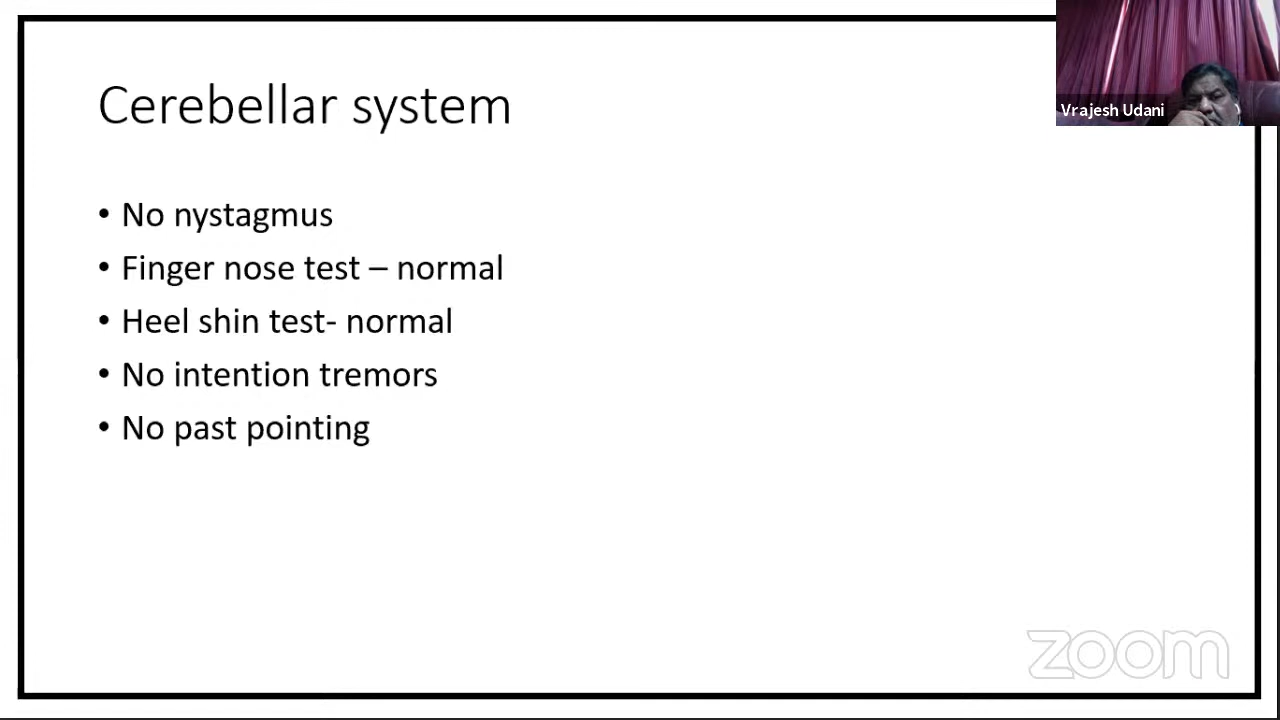 Cerebellar system
Vrajesh Udani
• No nystagmus
• Finger nose test – normal
• Heel shin test- normal
• No intention tremors
• No past pointing
zoom